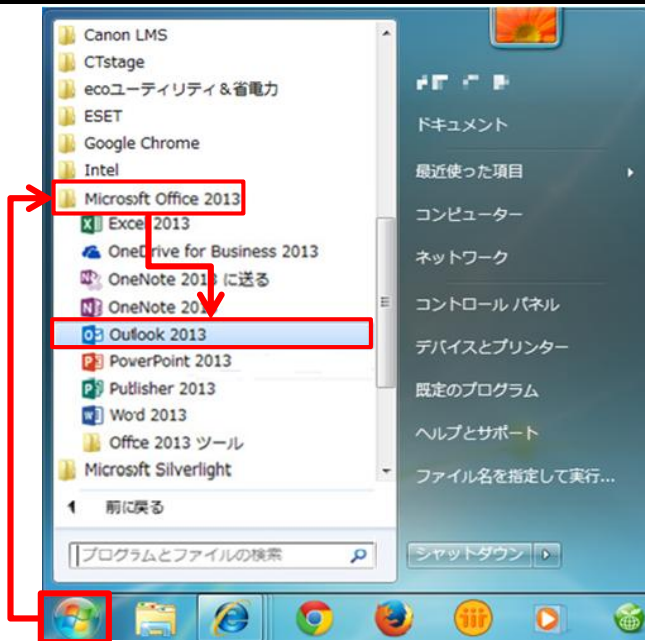 Canon LMS
CTstage
ecoユーティリティ＆省電力
ESET
Google Chrome
Intel
Microsoft Office 2013
Excel 2013
OneDrive for Business 2013
OneNote 2013 に送る
OneNote 2013
Outlook 2013
PowerPoint 2013
Publisher 2013
Word 2013
Office 2013 ツール
Microsoft Silverlight
前に戻る
プログラムとファイルの検索
ドキュメント
最近使った項目
コンピューター
ネットワーク
コントロール パネル
デバイスとプリンター
既定のプログラム
ヘルプとサポート
ファイル名を指定して実行...
シャットダウン